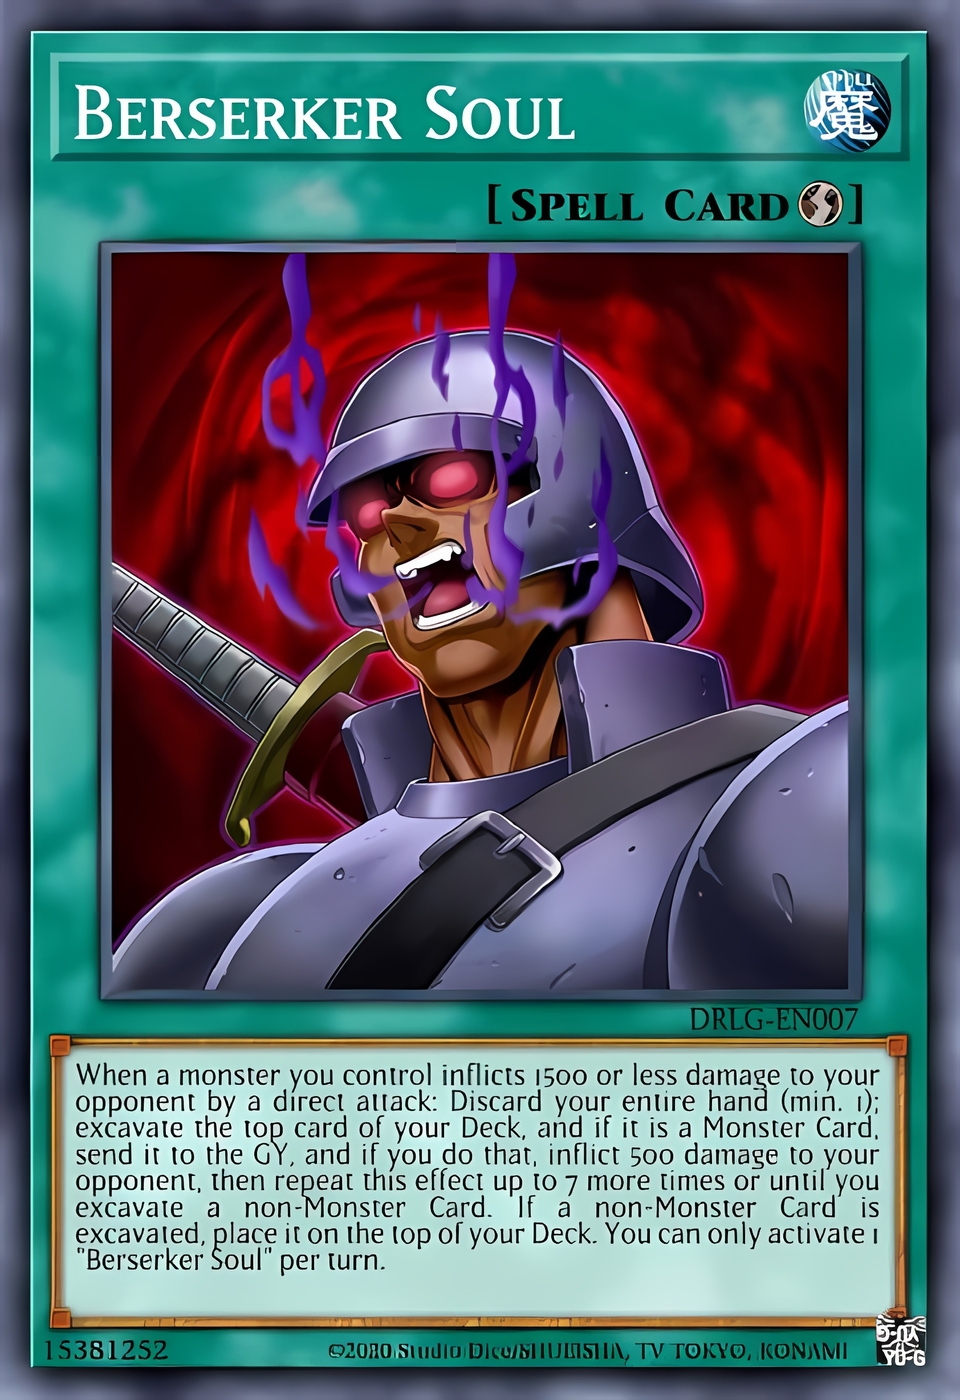 Berserker Soul
魔
[Spell Card]
DRLG-EN007
When a monster you control inflicts 1500 or less damage to your
opponent by a direct attack: Discard your entire hand (min. 1);
excavate the top card of your Deck, and if it is a Monster Card,
send it to the GY, and if you do that, inflict 500 damage to your
opponent, then repeat this effect up to 7 more times or until you
excavate a non-Monster Card. If a non-Monster Card is
excavated, place it on the top of your Deck. You can only activate 1
"Berserker Soul" per turn.
15381252
TV TOKYO, KONAMI